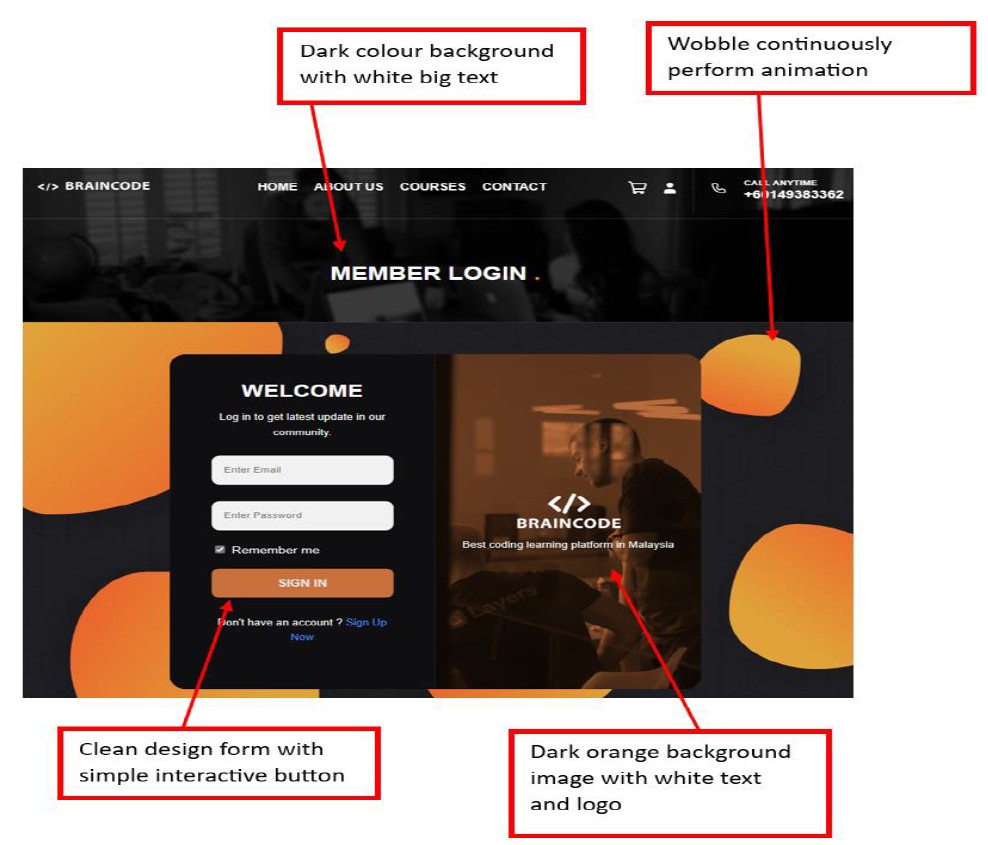 Dark colour background
with white big text
Wobble continuously
perform animation
</> BRAINCODE
HOME ABOUT US COURSES CONTACT
CALL ANYTIME
+60149383362
MEMBER LOGIN .
WELCOME
Log in to get latest update in our
community.
Enter Email
Enter Password
Remember me
SIGN IN
Don't have an account ? Sign Up
Now
</>
BRAINCODE
Best coding learning platform in Malaysia
Layers
Clean design form with
simple interactive button
Dark orange background
image with white text
and logo